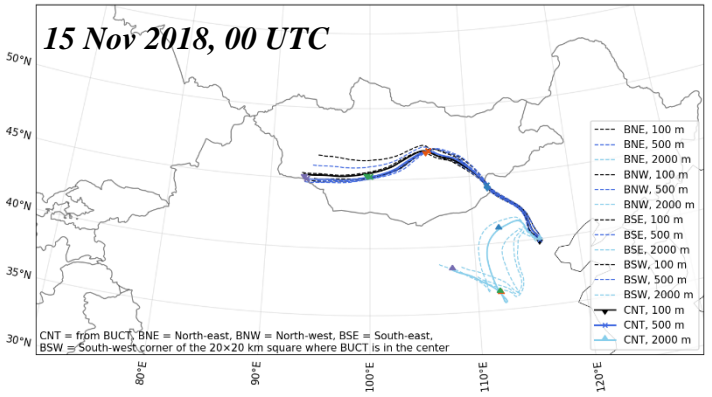 15 Nov 2018, 00 UTC
50°N
45°N
40°N
35°N
30°N
BNE, 100 m
BNE, 500 m
BNE, 2000 m
BNW, 100 m
BNW, 500 m
BNW, 2000 m
BSE, 100 m
BSE, 500 m
BSE, 2000 m
BSW, 100 m
BSW, 500 m
BSW, 2000 m
CNT, 100 m
CNT, 500 m
CNT, 2000 m
CNT = from BUCT, BNE = North-east, BNW = North-west, BSE = South-east,
BSW = South-west corner of the 20×20 km square where BUCT is in the center
80°E
90°E
100°E
110°E
120°E